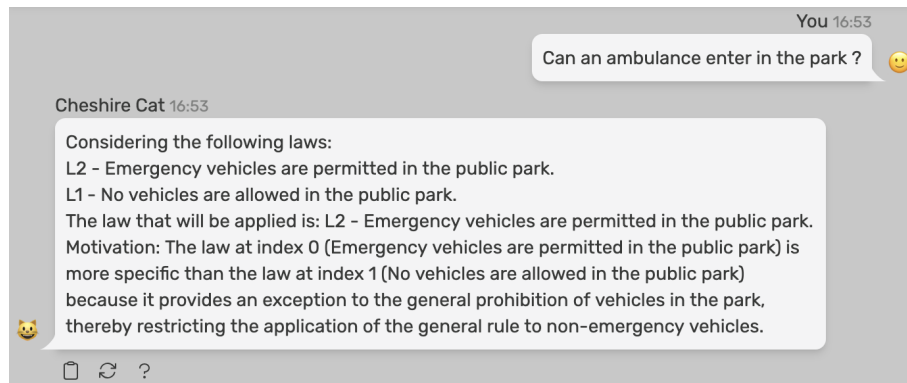 You 16:53
Can an ambulance enter in the park ?
Cheshire Cat 16:53
Considering the following laws:
L2 - Emergency vehicles are permitted in the public park.
L1 - No vehicles are allowed in the public park.
The law that will be applied is: L2 - Emergency vehicles are permitted in the public park.
Motivation: The law at index 0 (Emergency vehicles are permitted in the public park) is
more specific than the law at index 1 (No vehicles are allowed in the public park)
because it provides an exception to the general prohibition of vehicles in the park,
thereby restricting the application of the general rule to non-emergency vehicles.
?